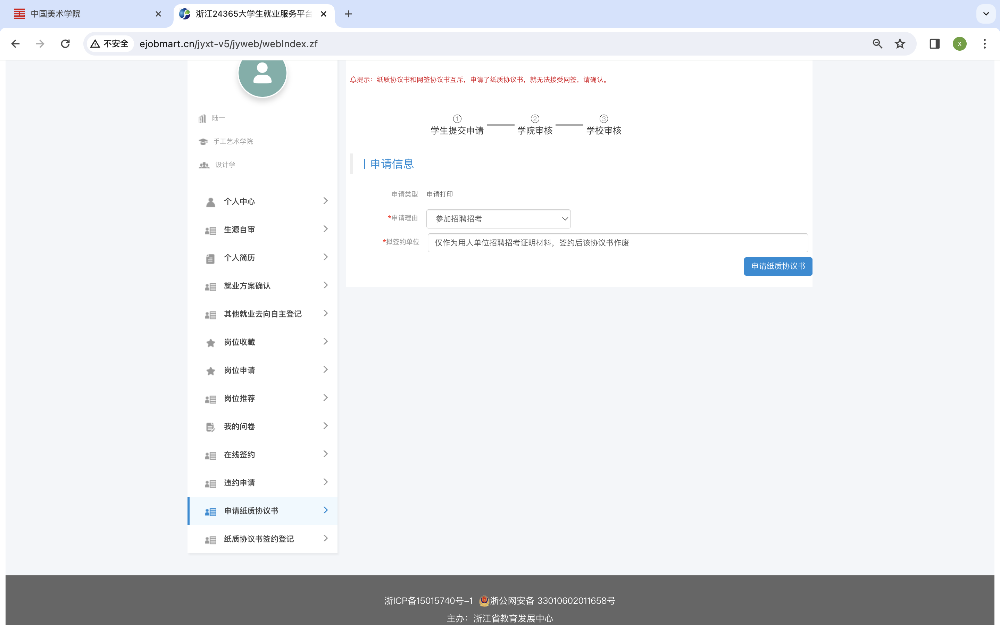 中国美术学院
浙江24365大学生就业服务平台
不安全
ejobmart.cn/jyxt-v5/jyweb/webIndex.zf
X
陆一
手工艺术学院
设计学
个人中心
生源自审
个人简历
就业方案确认
其他就业去向自主登记
岗位收藏
岗位申请
岗位推荐
我的问卷
在线签约
违约申请
申请纸质协议书
纸质协议书签约登记
提示：纸质协议书和网签协议书互斥，申请了纸质协议书，就无法接受网签，请确认。
① ② ③
学生提交申请 学院审核 学校审核
申请信息
申请类型 申请打印
*申请理由 参加招聘招考
*拟签约单位 仅作为用人单位招聘招考证明材料，签约后该协议书作废
申请纸质协议书
浙ICP备15015740号-1 浙公网安备 33010602011658号
主办：浙江省教育发展中心